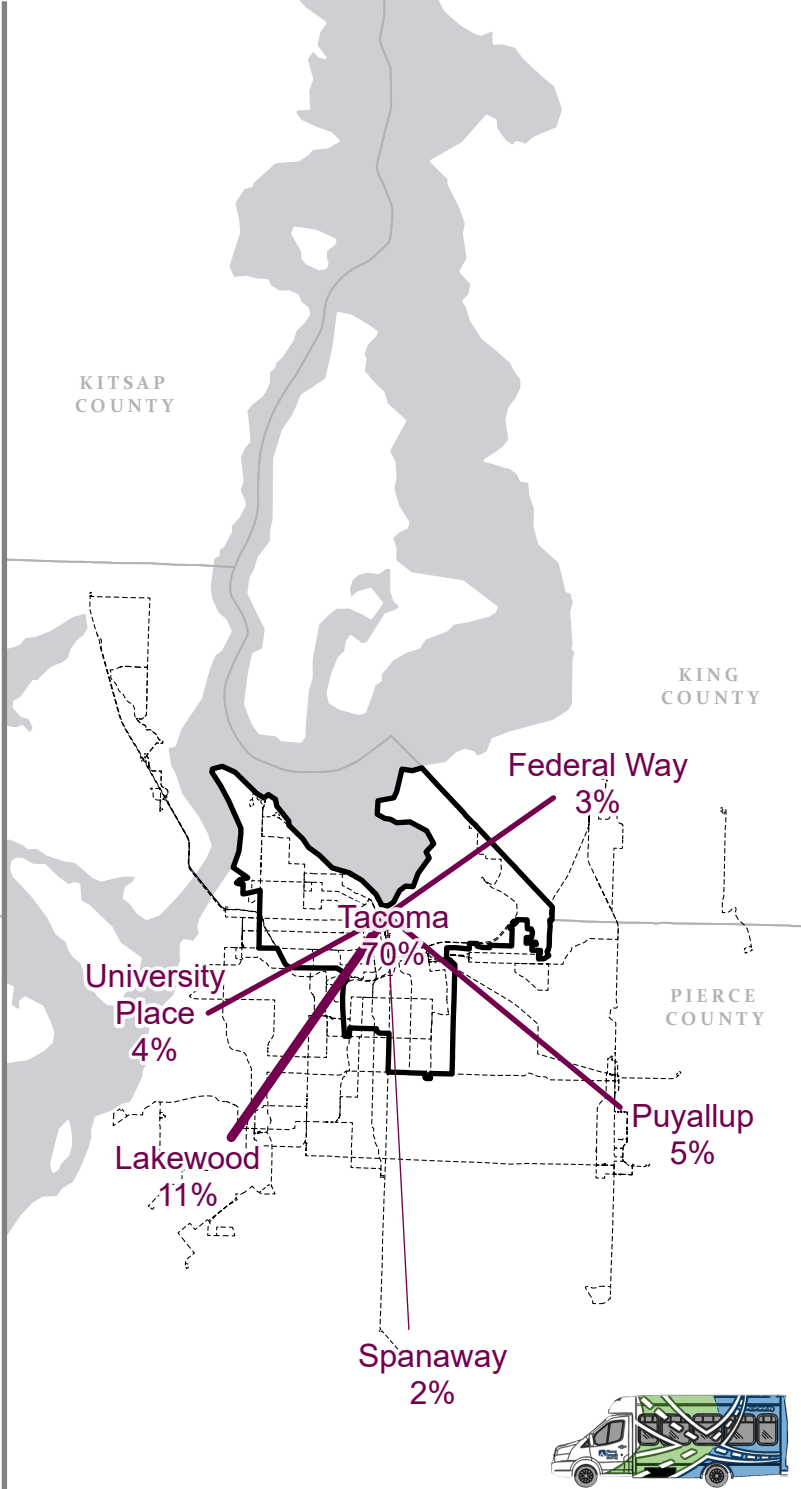 KITSAP
COUNTY
KING
COUNTY
Federal Way
3%
Tacoma
70%
University
Place
4%
PIERCE
COUNTY
Puyallup
5%
Lakewood
11%
Spanaway
2%